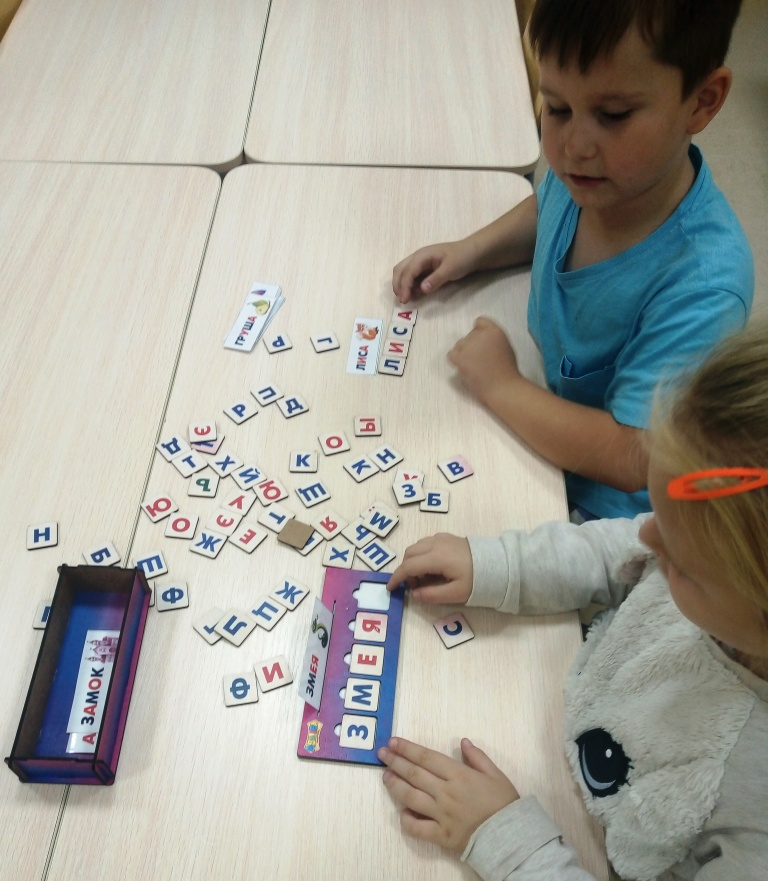 ГРУША
ЛИСА
ЛИСА
Ь
Г
П
Р
Д
Э
Ы
О
Д
Т
Х
Й
К
К
Н
В
З
Б
Ю
У
Ю
О
Э
Щ
Т
Я
Ж
Е
Х
Ш
Н
Б
Ф
Ц
П
Ж
Ф
И
С
ЗМЕЯ
ЗМЕЯ
А ЗАМОК